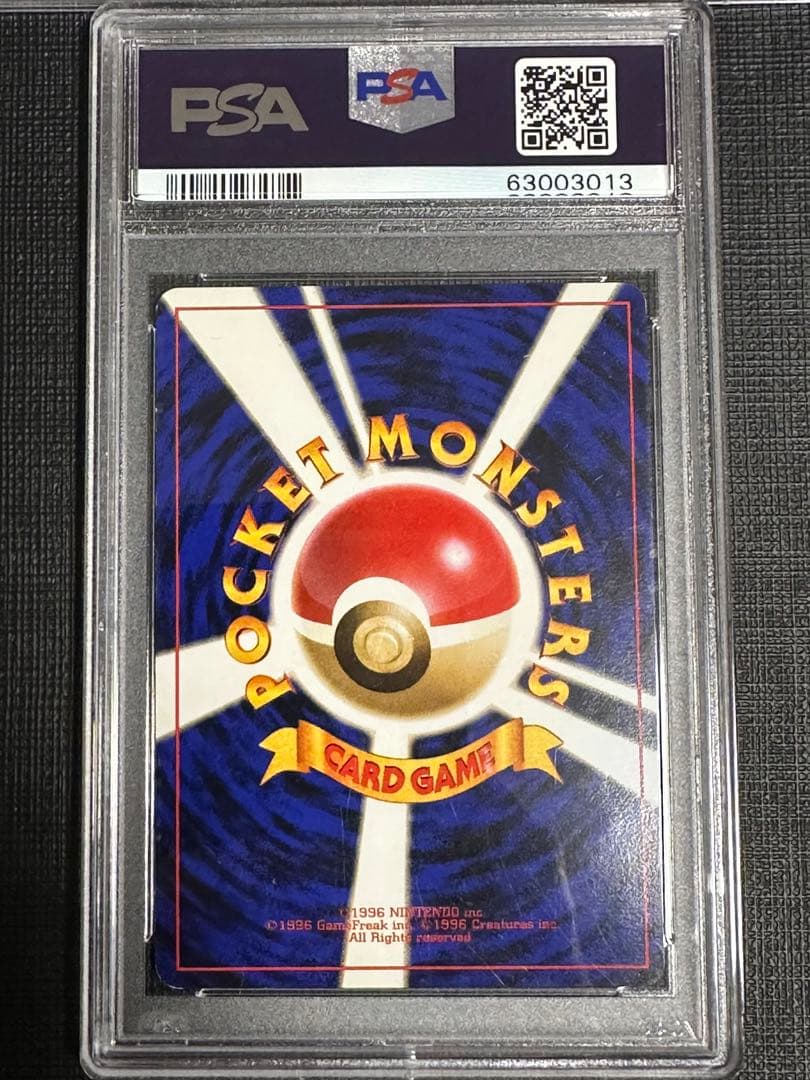 PSA
PSA
63003013
POCKET MONSTERS
CARD GAME
©1996 NINTENDO inc
©1996 GameFreak inc. ©1996 Creatures inc.
All Rights reserved